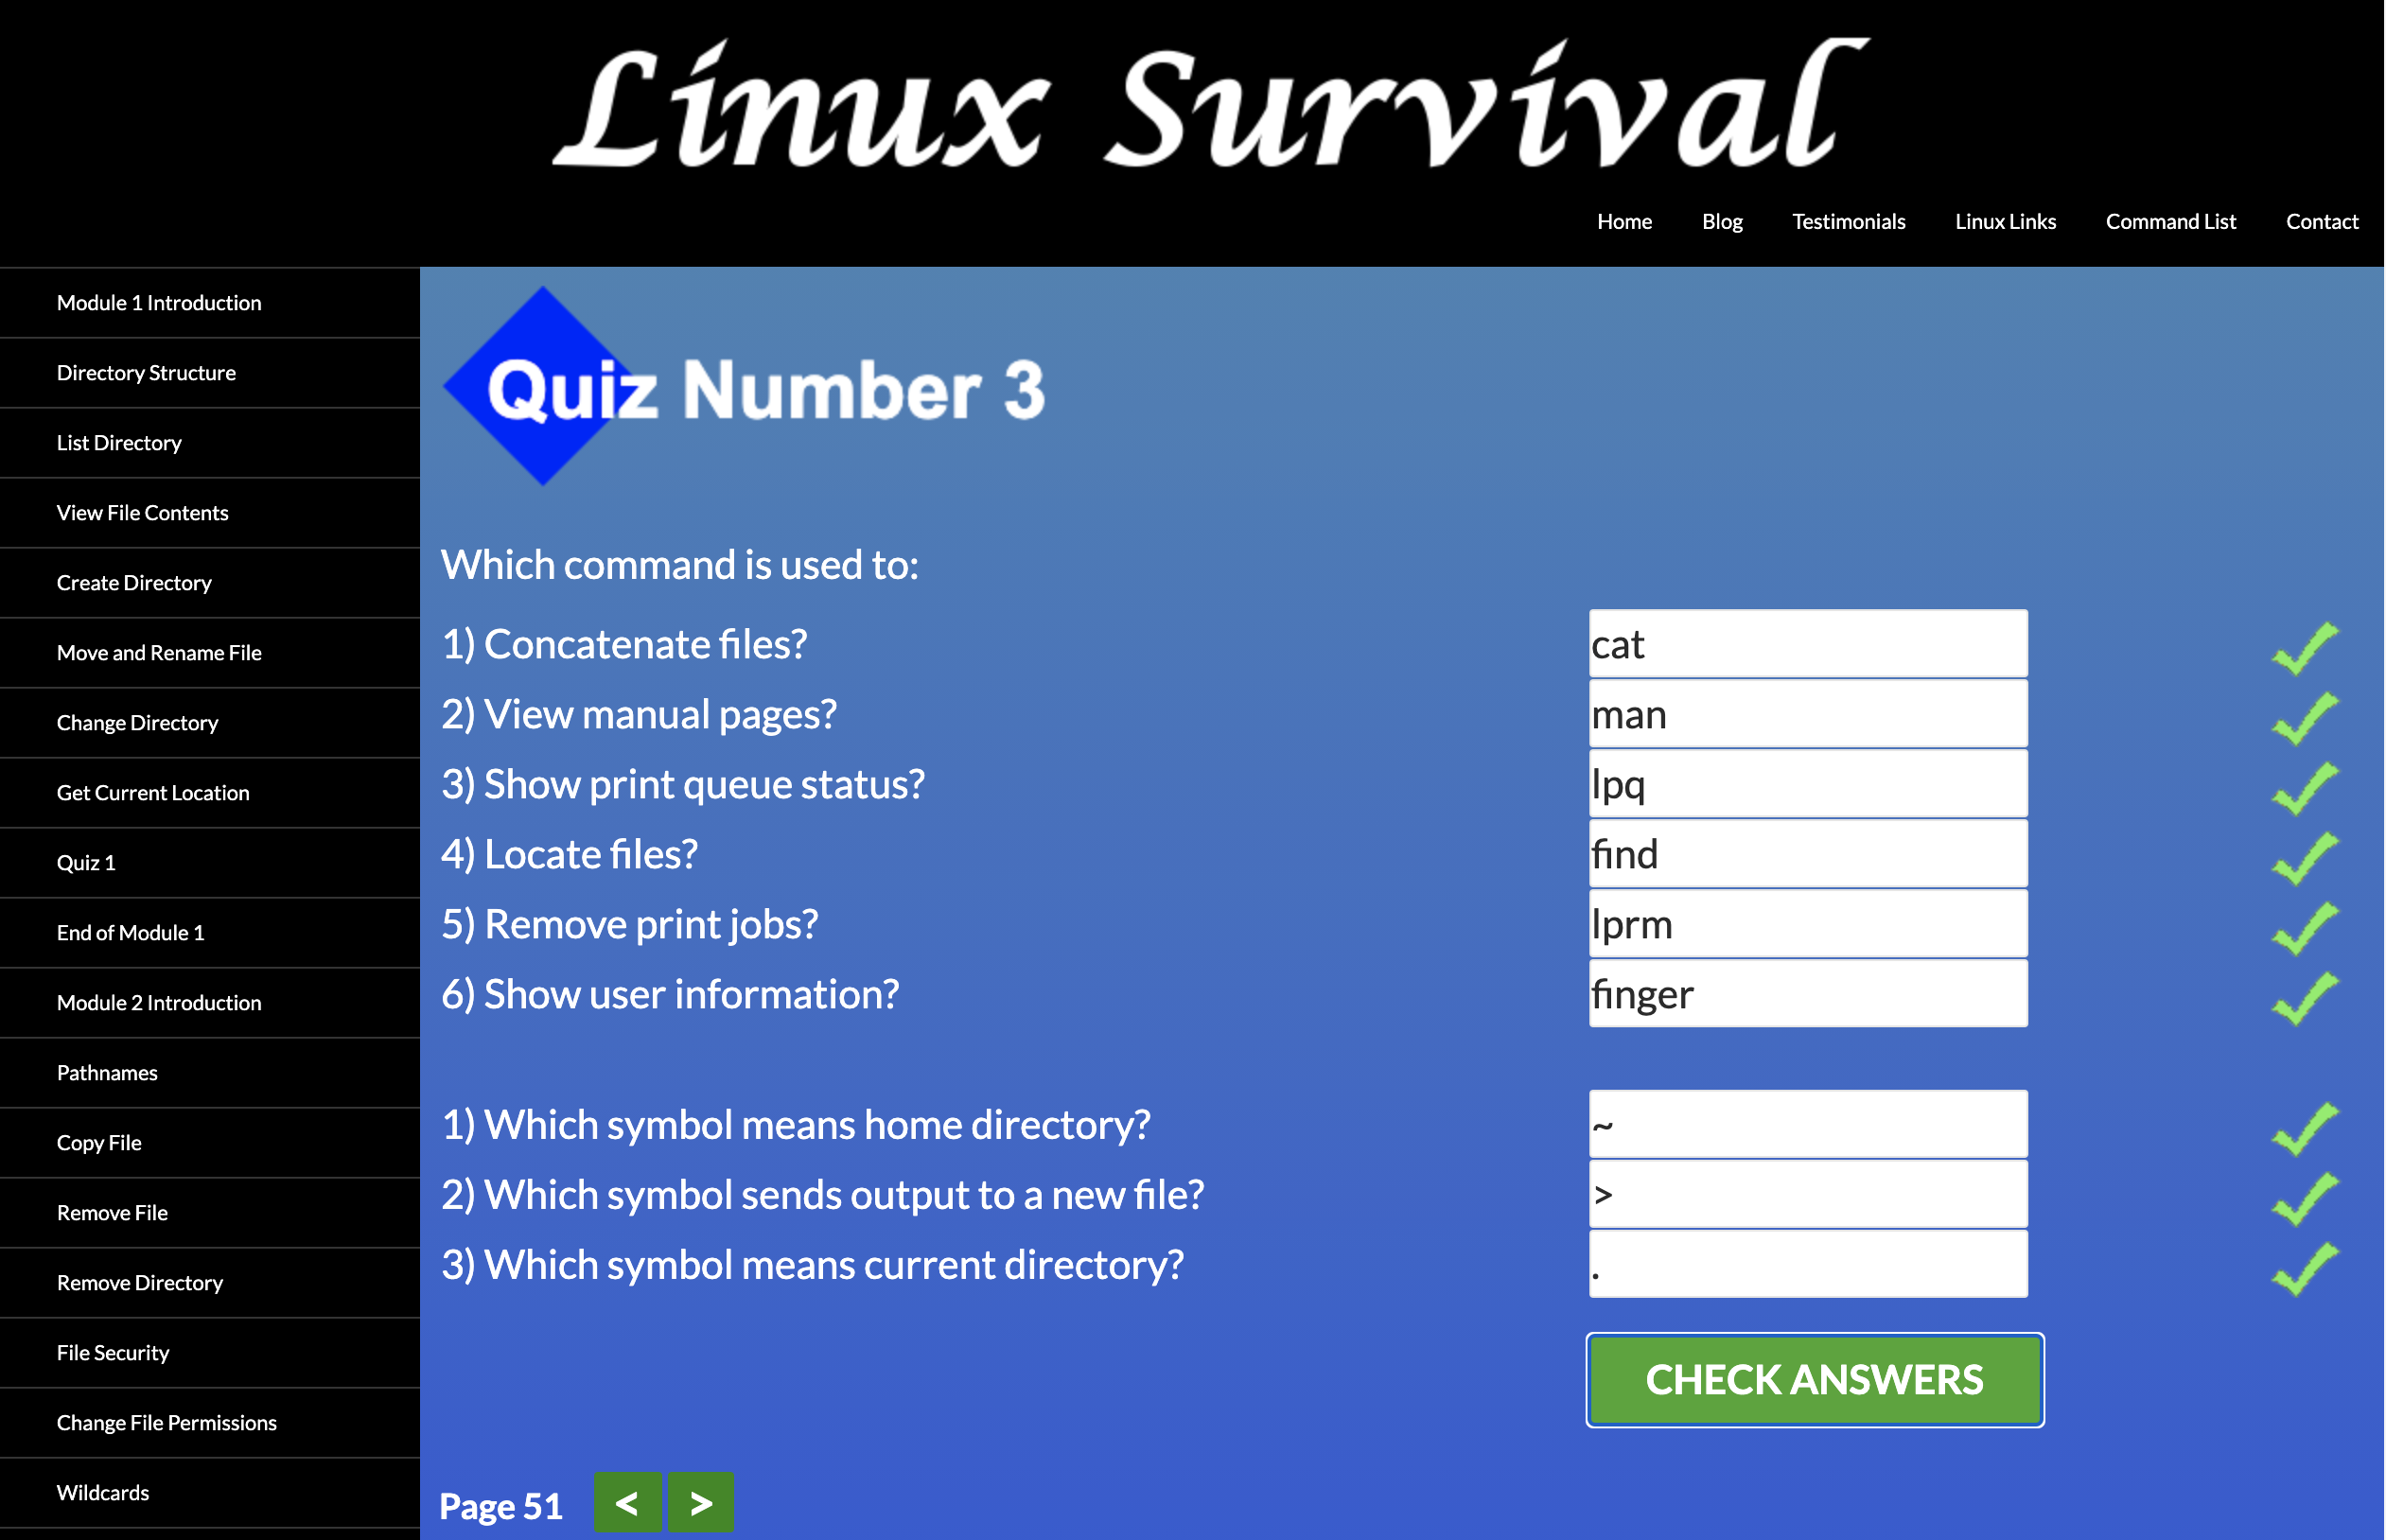 Linux Survival
Home Blog Testimonials Linux Links Command List Contact
Module 1 Introduction
Directory Structure
List Directory
View File Contents
Create Directory
Move and Rename File
Change Directory
Get Current Location
Quiz 1
End of Module 1
Module 2 Introduction
Pathnames
Copy File
Remove File
Remove Directory
File Security
Change File Permissions
Wildcards
Quiz Number 3
Which command is used to:
1) Concatenate files? cat
2) View manual pages? man
3) Show print queue status? lpq
4) Locate files? find
5) Remove print jobs? lprm
6) Show user information? finger
1) Which symbol means home directory? ~
2) Which symbol sends output to a new file? >
3) Which symbol means current directory? .
CHECK ANSWERS
Page 51 < >